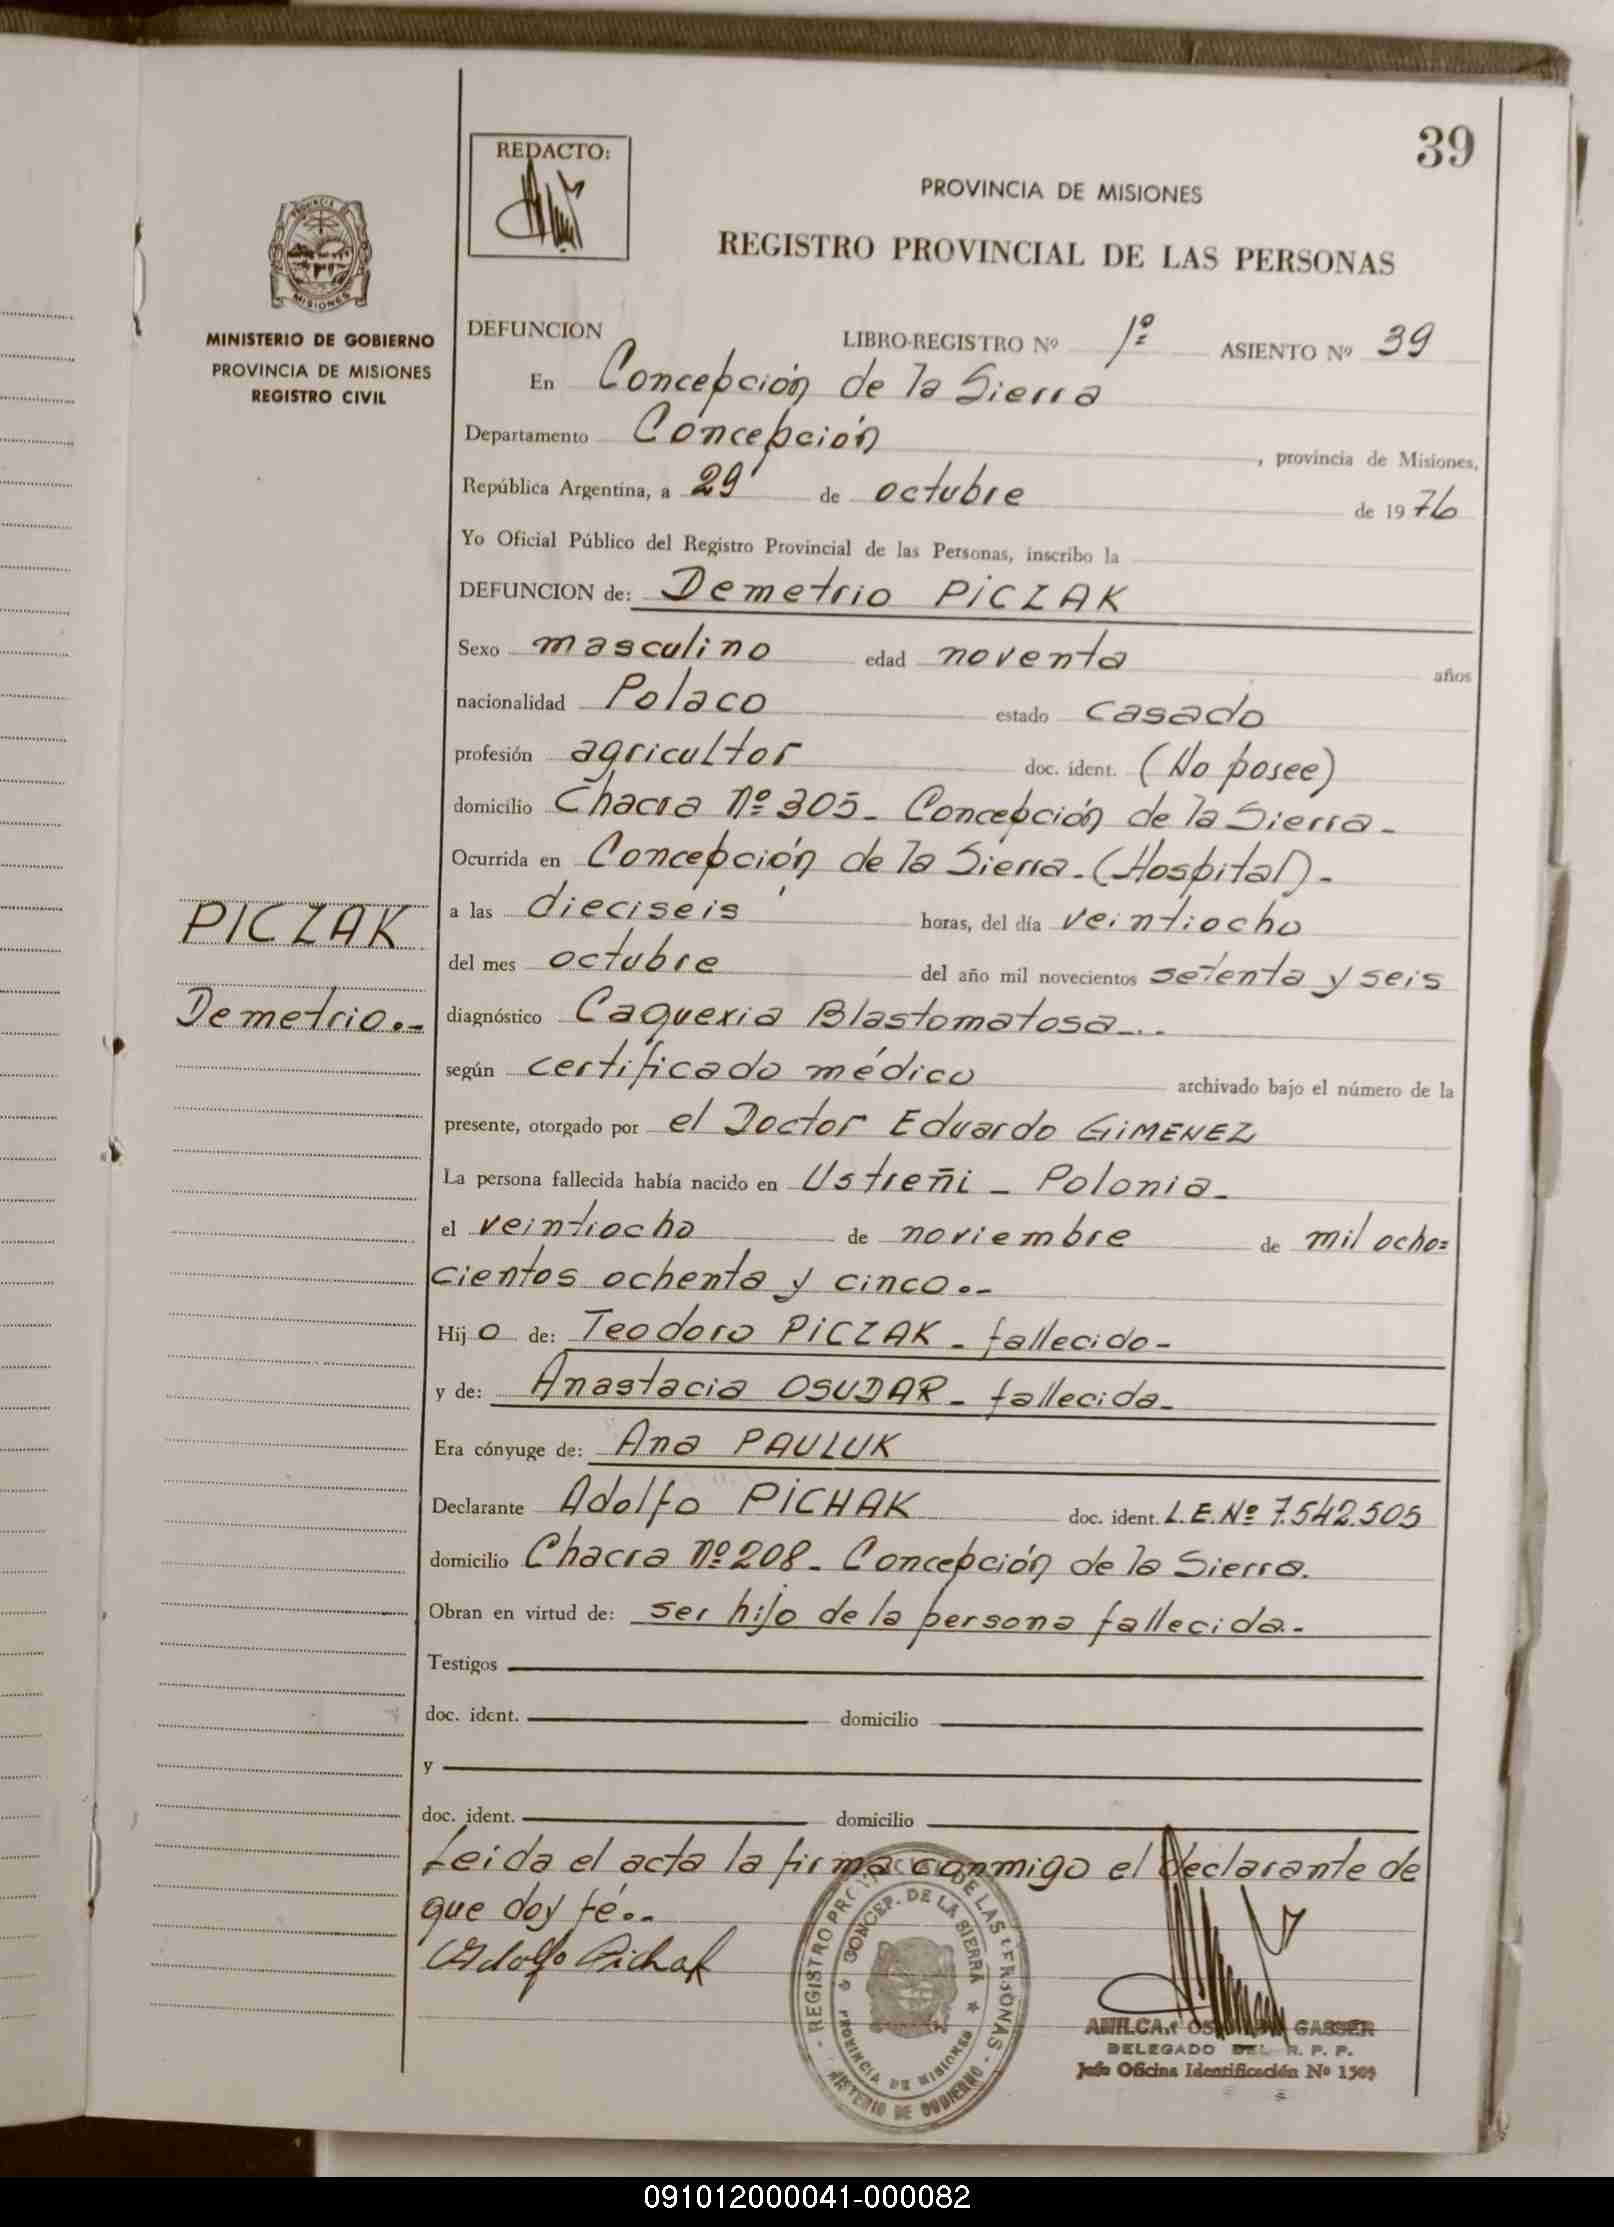 39
REDACTO:
PROVINCIA DE MISIONES
REGISTRO PROVINCIAL DE LAS PERSONAS
PROVINCIA DE
MISIONES
MINISTERIO DE GOBIERNO
PROVINCIA DE MISIONES
REGISTRO CIVIL
DEFUNCION LIBRO-REGISTRO Nº 1º ASIENTO Nº 39
En Concepción de la Sierra
Departamento Concepción, provincia de Misiones,
República Argentina, a 29 de octubre de 1976
Yo Oficial Público del Registro Provincial de las Personas, inscribo la
DEFUNCION de: Demetrio PiCZAK
Sexo masculino edad noventa años
nacionalidad Polaco estado casado
profesión agricultor doc. ident. (No posee)
domicilio Chacra Nº 305 - Concepción de la Sierra -
Ocurrida en Concepción de la Sierra - (Hospital) -
a las dieciseis horas, del día veintiocho
del mes octubre del año mil novecientos setenta y seis
PICZAK
Demetrio.-
diagnóstico Caquexia Blastomatosa -..
según certificado médico archivado bajo el número de la
presente, otorgado por el Doctor Eduardo GiMENEZ
La persona fallecida había nacido en Ustreñi - Polonia -
el veintiocho de noviembre de mil ocho=
cientos ochenta y cinco.-
Hijo de: Teodoro PiCZAK - fallecido -
y de: Anastacia OSUDAR - fallecida -
Era cónyuge de: Ana PAULUK
Declarante Adolfo PiCHAK doc. ident. L.E. Nº 7.542.505
domicilio Chacra Nº 208 - Concepción de la Sierra.
Obran en virtud de: ser hijo de la persona fallecida.-
Testigos
doc. ident. domicilio
y
doc. ident. domicilio
Leida el acta la firma conmigo el declarante de
que doy fé.-
Adolfo Pichak
REGISTRO PROVINCIAL DE LAS PERSONAS
CONCEP. DE LA SIERRA
PROVINCIA DE MISIONES
MINISTERIO DE GOBIERNO
GASSER
DELEGADO DEL R. P. P.
Jefe Oficina Identificación Nº 1509
091012000041-000082